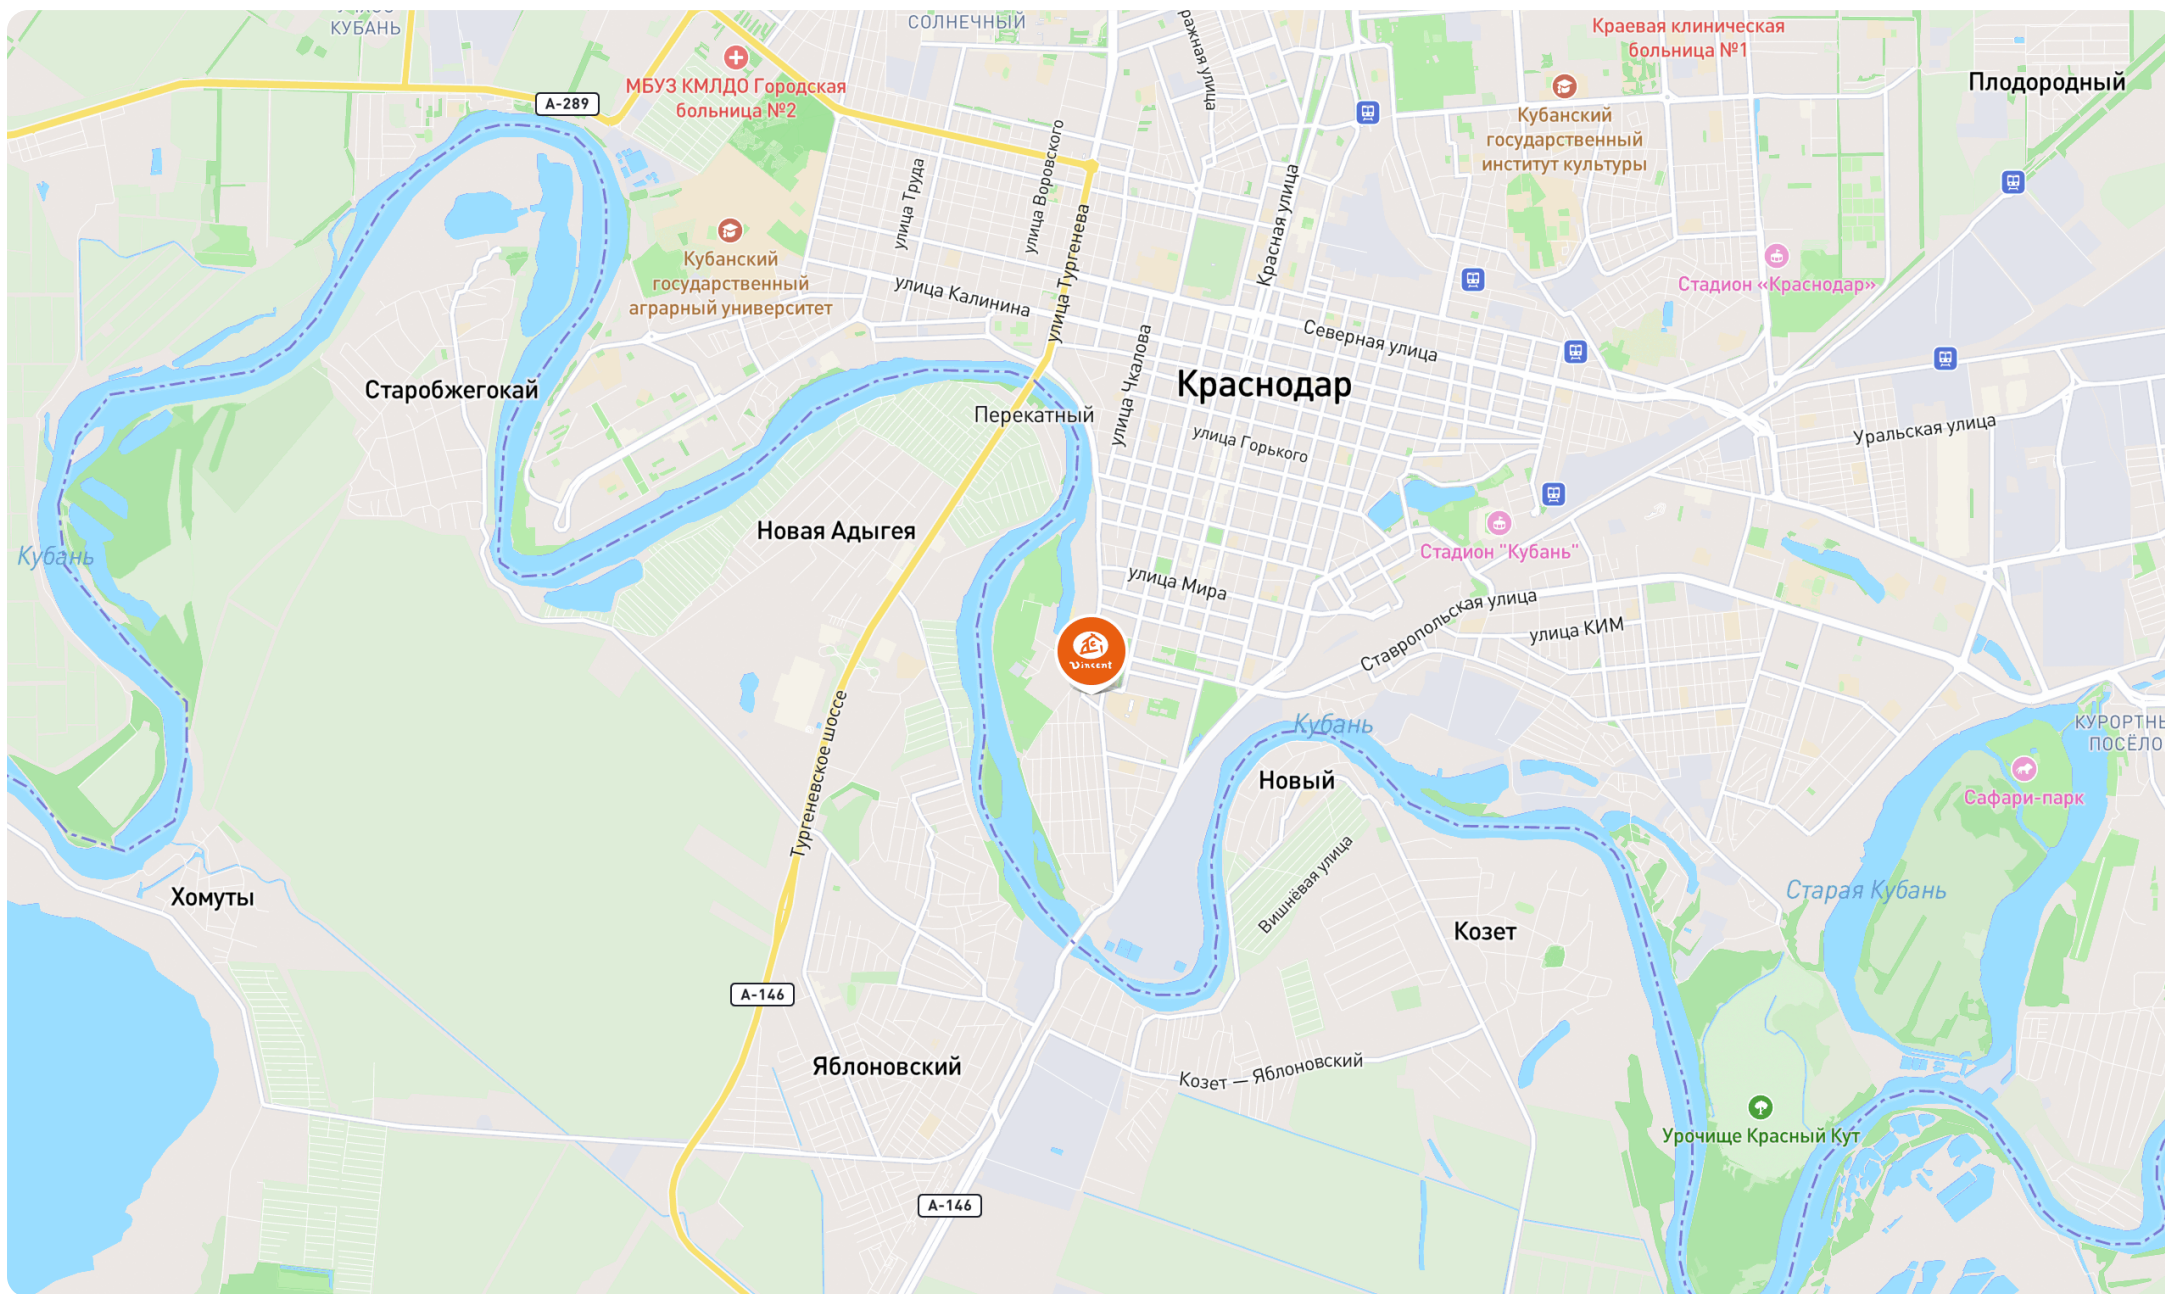 КУБАНЬ
СОЛНЕЧНЫЙ
ражная улица
Краевая клиническая
больница №1
Плодородный
МБУЗ КМЛДО Городская
больница №2
А-289
Кубанский
государственный
институт культуры
улица Труда
улица Воровского
улица Тургенева
Красная улица
Кубанский
государственный
аграрный университет
улица Калинина
Стадион «Краснодар»
Северная улица
улица Чкалова
Краснодар
Старобжегокай
Перекатный
улица Горького
Уральская улица
Новая Адыгея
Кубань
Стадион "Кубань"
улица Мира
Ставропольская улица
улица КИМ
Vincent
Тургеневское шоссе
Кубань
КУРОРТНЬ
ПОСЁЛО
Новый
Сафари-парк
Вишнёвая улица
Старая Кубань
Хомуты
Козет
А-146
Яблоновский
Козет — Яблоновский
Урочище Красный Кут
А-146